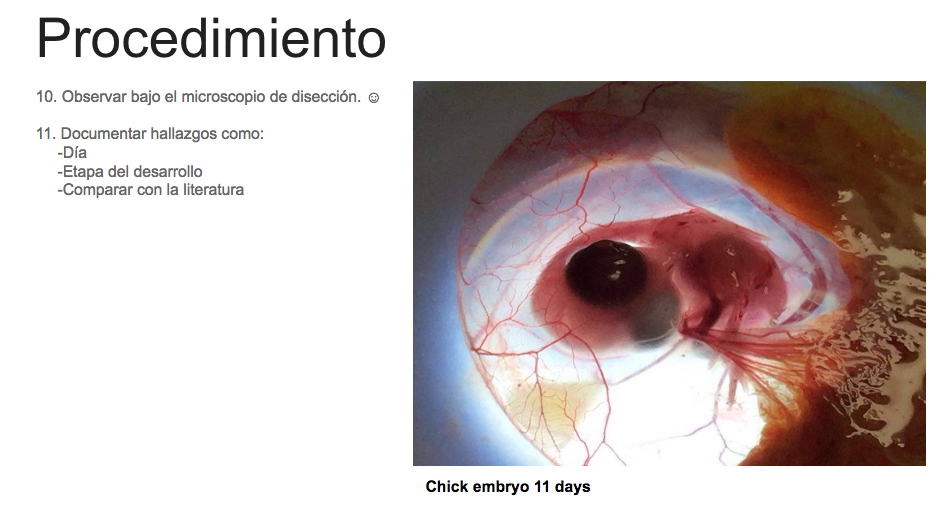 Procedimiento
10. Observar bajo el microscopio de disección. ☺
11. Documentar hallazgos como:
-Día
-Etapa del desarrollo
-Comparar con la literatura
Chick embryo 11 days